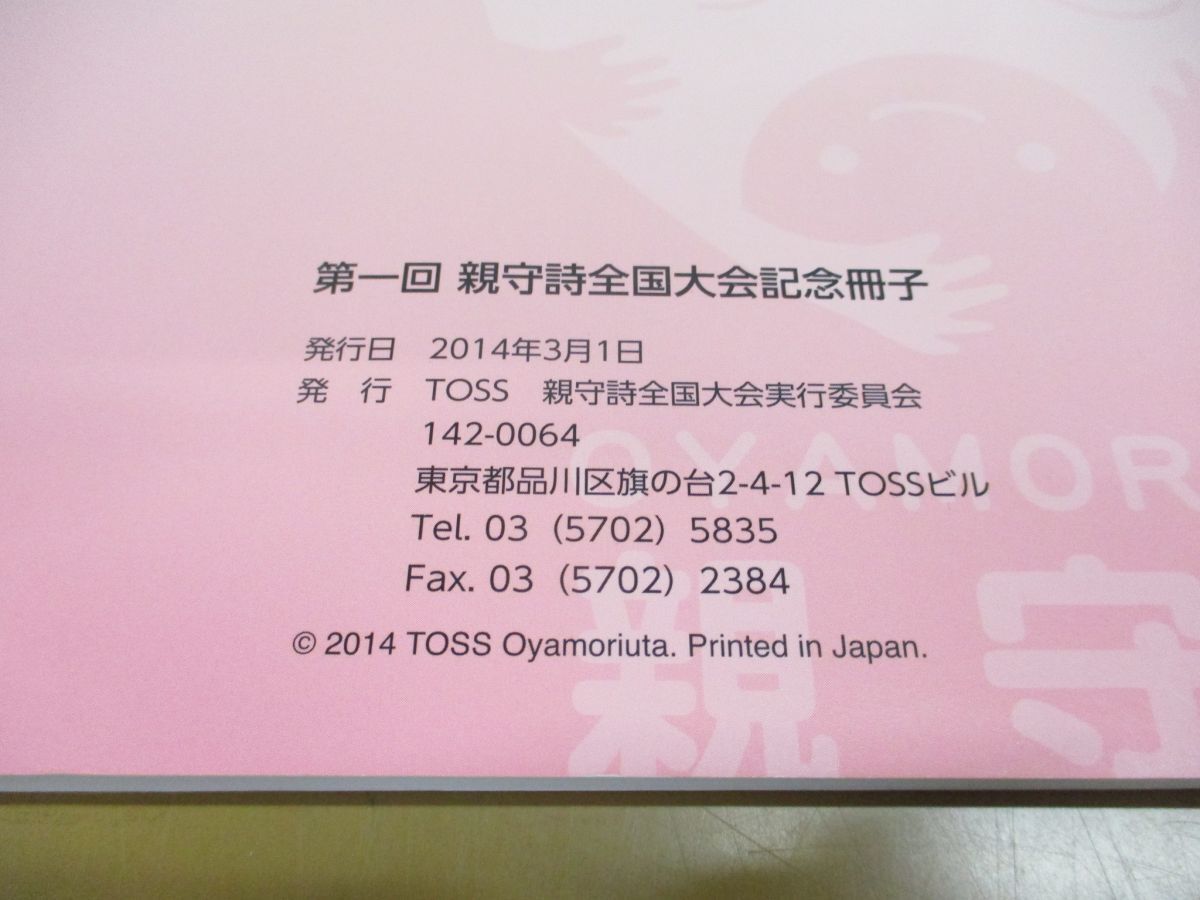 第一回 親守詩全国大会記念冊子
発行日 2014年3月1日
発 行 TOSS 親守詩全国大会実行委員会
142-0064
東京都品川区旗の台2-4-12 TOSSビル
Tel. 03 (5702) 5835
Fax. 03 (5702) 2384
© 2014 TOSS Oyamoriuta. Printed in Japan.
OYAMOR
親守